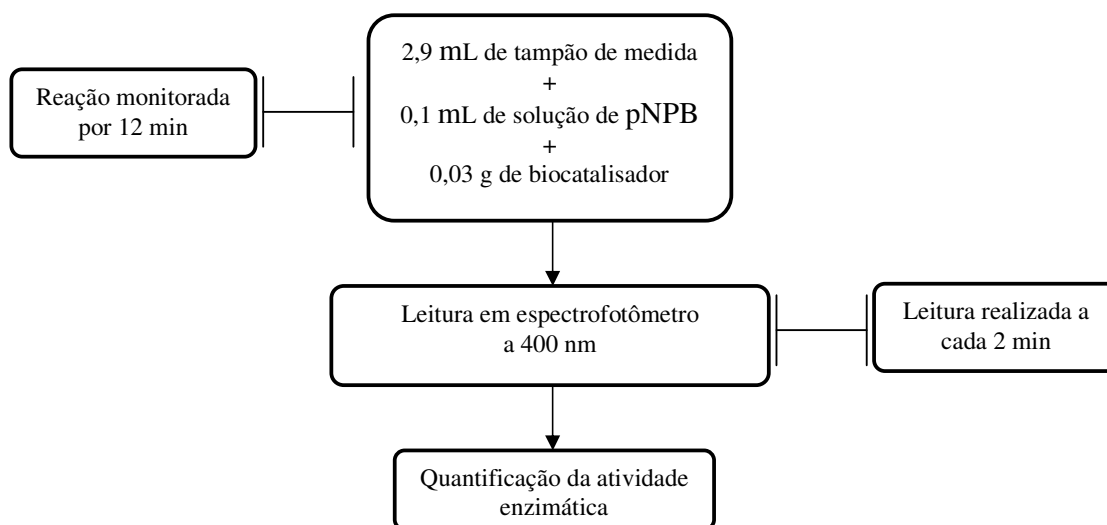 2,9 mL de tampão de medida
+
0,1 mL de solução de pNPB
+
0,03 g de biocatalisador
Reação monitorada
por 12 min
Leitura em espectrofotômetro
a 400 nm
Leitura realizada a
cada 2 min
Quantificação da atividade
enzimática